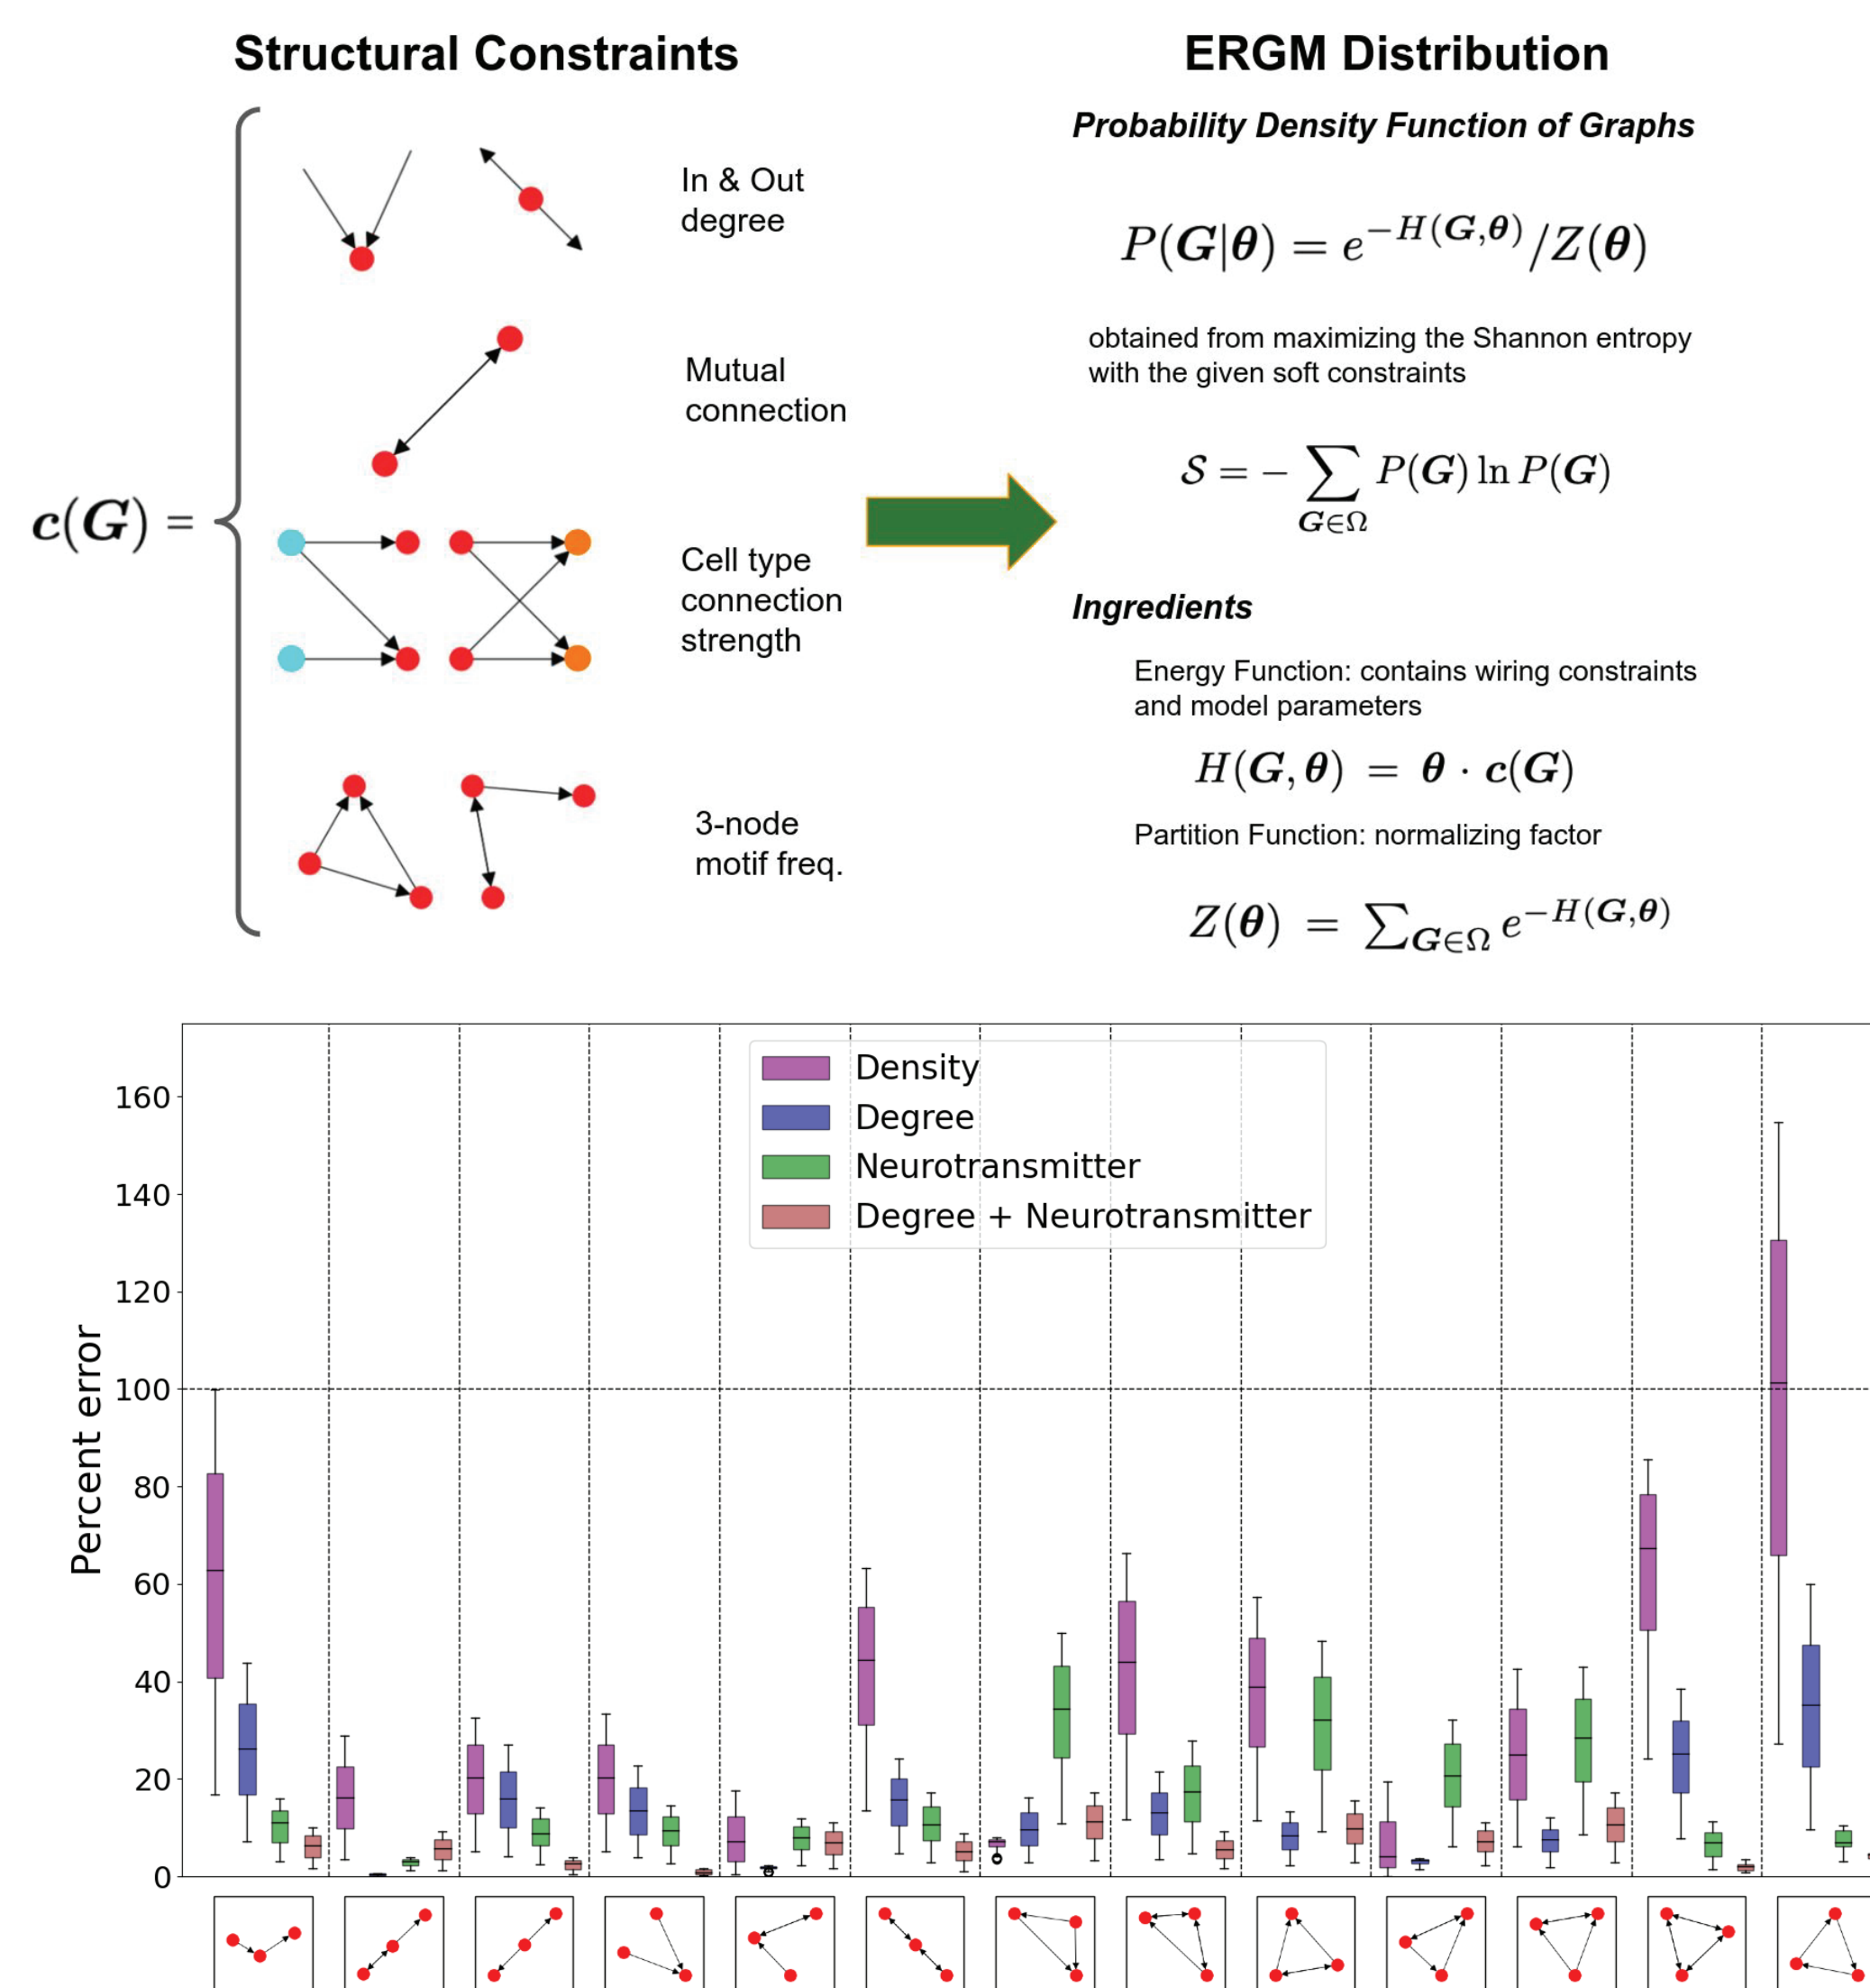 Structural Constraints
ERGM Distribution
Probability Density Function of Graphs
In & Out
degree
P(G|θ) = e^{−H(G,θ)}/Z(θ)
obtained from maximizing the Shannon entropy
with the given soft constraints
Mutual
connection
S = − ∑_{G∈Ω} P(G) ln P(G)
c(G) =
Cell type
connection
strength
Ingredients
Energy Function: contains wiring constraints
and model parameters
H(G, θ) = θ · c(G)
3-node
motif freq.
Partition Function: normalizing factor
Z(θ) = ∑_{G∈Ω} e^{−H(G,θ)}
Density
Degree
Neurotransmitter
Degree + Neurotransmitter
Percent error
160
140
120
100
80
60
40
20
0